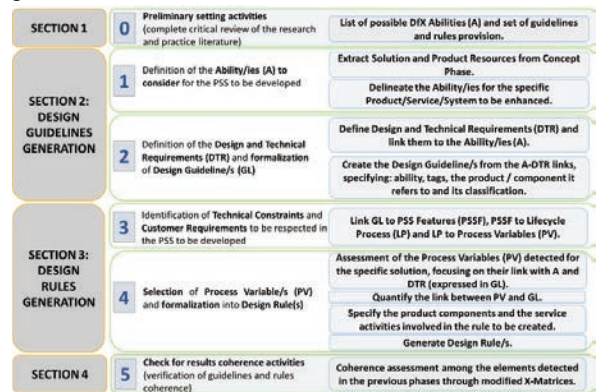 SECTION 1
0
Preliminary setting activities
(complete critical review of the research
and practice literature)
List of possible DfX Abilities (A) and set of guidelines
and rules provision.
SECTION 2:
DESIGN
GUIDELINES
GENERATION
1
Definition of the Ability/ies (A) to
consider for the PSS to be developed
Extract Solution and Product Resources from Concept
Phase.
Delineate the Ability/ies for the specific
Product/Service/System to be enhanced.
2
Definition of the Design and Technical
Requirements (DTR) and formalization
of Design Guideline/s (GL)
Define Design and Technical Requirements (DTR) and
link them to the Ability/ies (A).
Create the Design Guideline/s from the A-DTR links,
specifying: ability, tags, the product / component it
refers to and its classification.
SECTION 3:
DESIGN
RULES
GENERATION
3
Identification of Technical Constraints and
Customer Requirements to be respected in
the PSS to be developed
Link GL to PSS Features (PSSF), PSSF to Lifecycle
Process (LP) and LP to Process Variables (PV).
4
Selection of Process Variable/s (PV)
and formalization into Design Rule(s)
Assessment of the Process Variables (PV) detected for
the specific solution, focusing on their link with A and
DTR (expressed in GL).
Quantify the link between PV and GL.
Specify the product components and the service
activities involved in the rule to be created.
Generate Design Rule/s.
SECTION 4
5
Check for results coherence activities
(verification of guidelines and rules
coherence)
Coherence assessment among the elements detected
in the previous phases through modified X-Matrices.